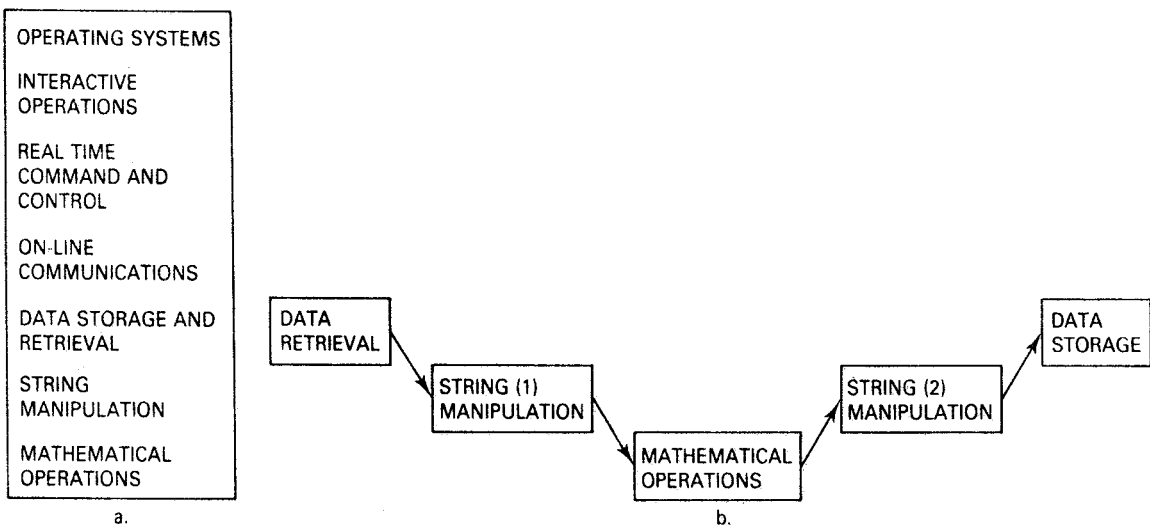 OPERATING SYSTEMS
INTERACTIVE
OPERATIONS
REAL TIME
COMMAND AND
CONTROL
ON-LINE
COMMUNICATIONS
DATA STORAGE AND
RETRIEVAL
STRING
MANIPULATION
MATHEMATICAL
OPERATIONS
a.
DATA
RETRIEVAL
STRING (1)
MANIPULATION
MATHEMATICAL
OPERATIONS
STRING (2)
MANIPULATION
DATA
STORAGE
b.